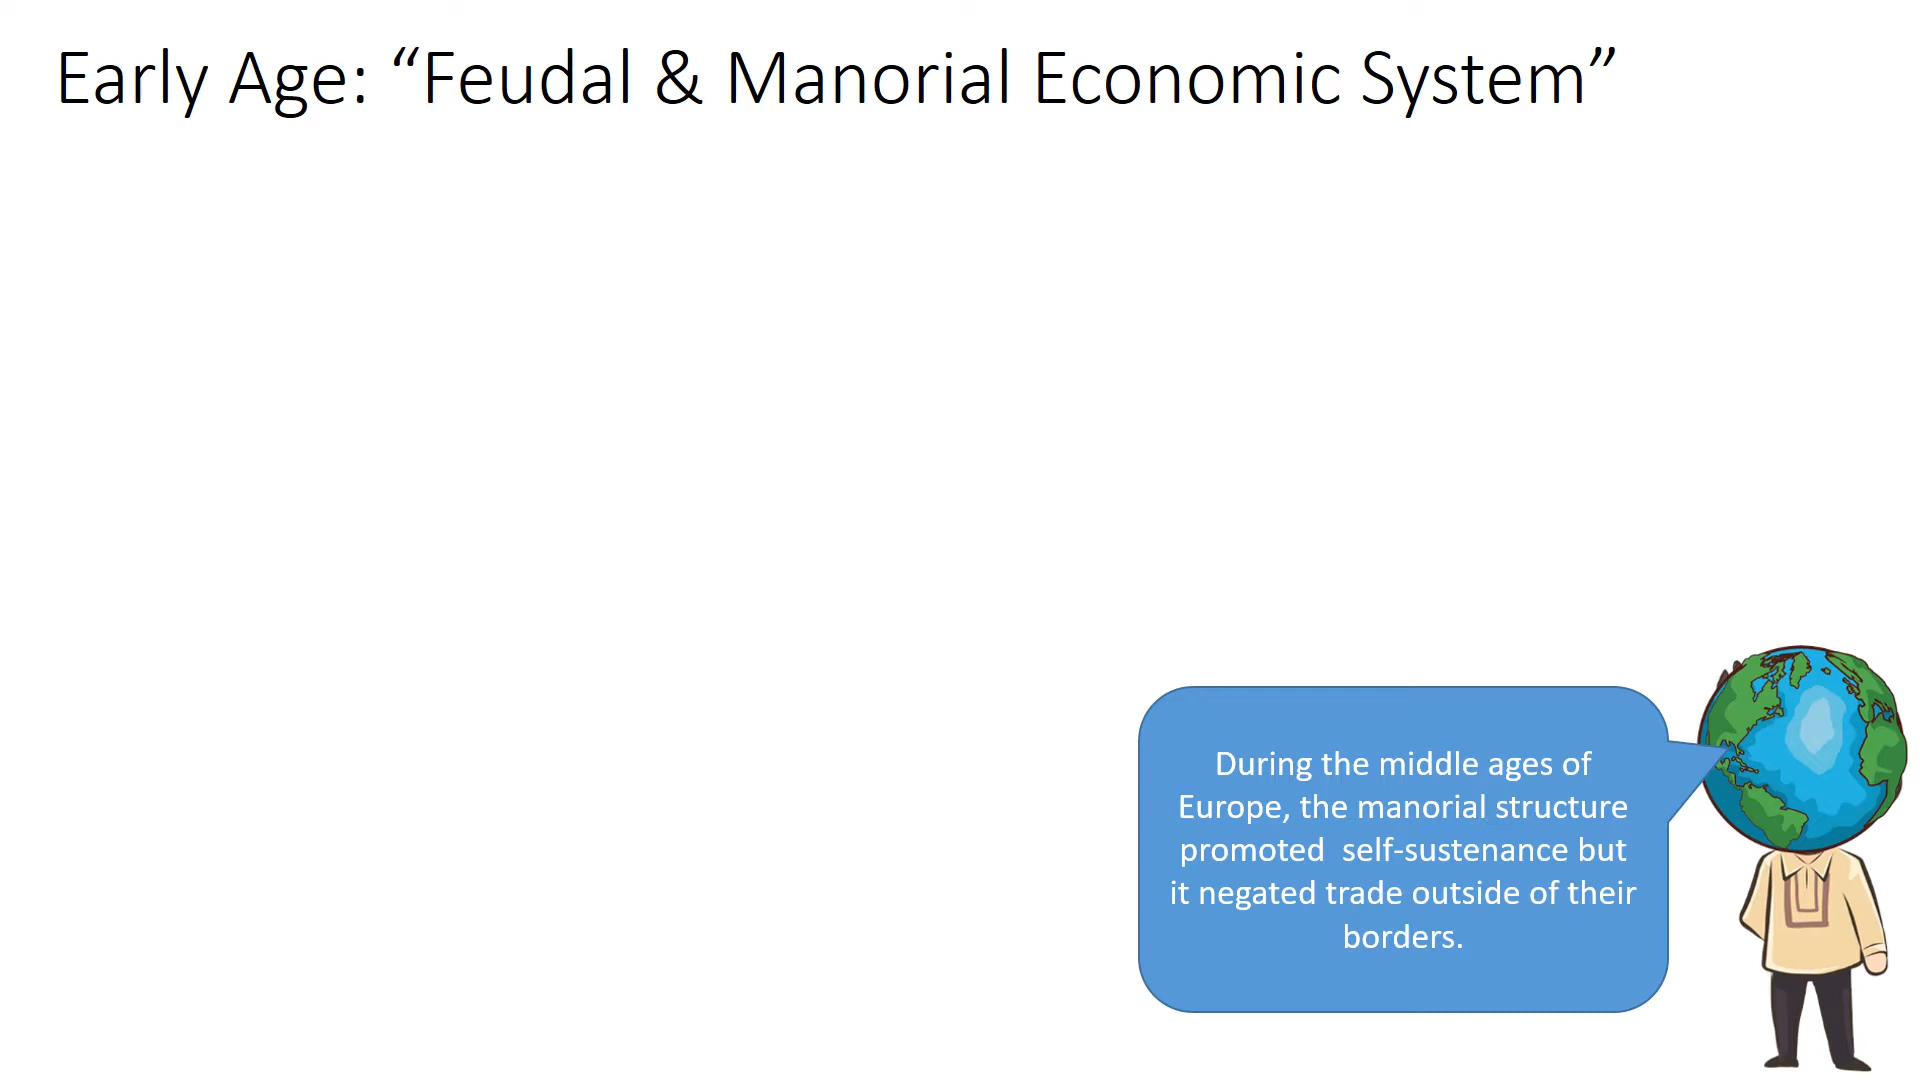 Early Age: “Feudal & Manorial Economic System”
During the middle ages of
Europe, the manorial structure
promoted  self-sustenance but
it negated trade outside of their
borders.